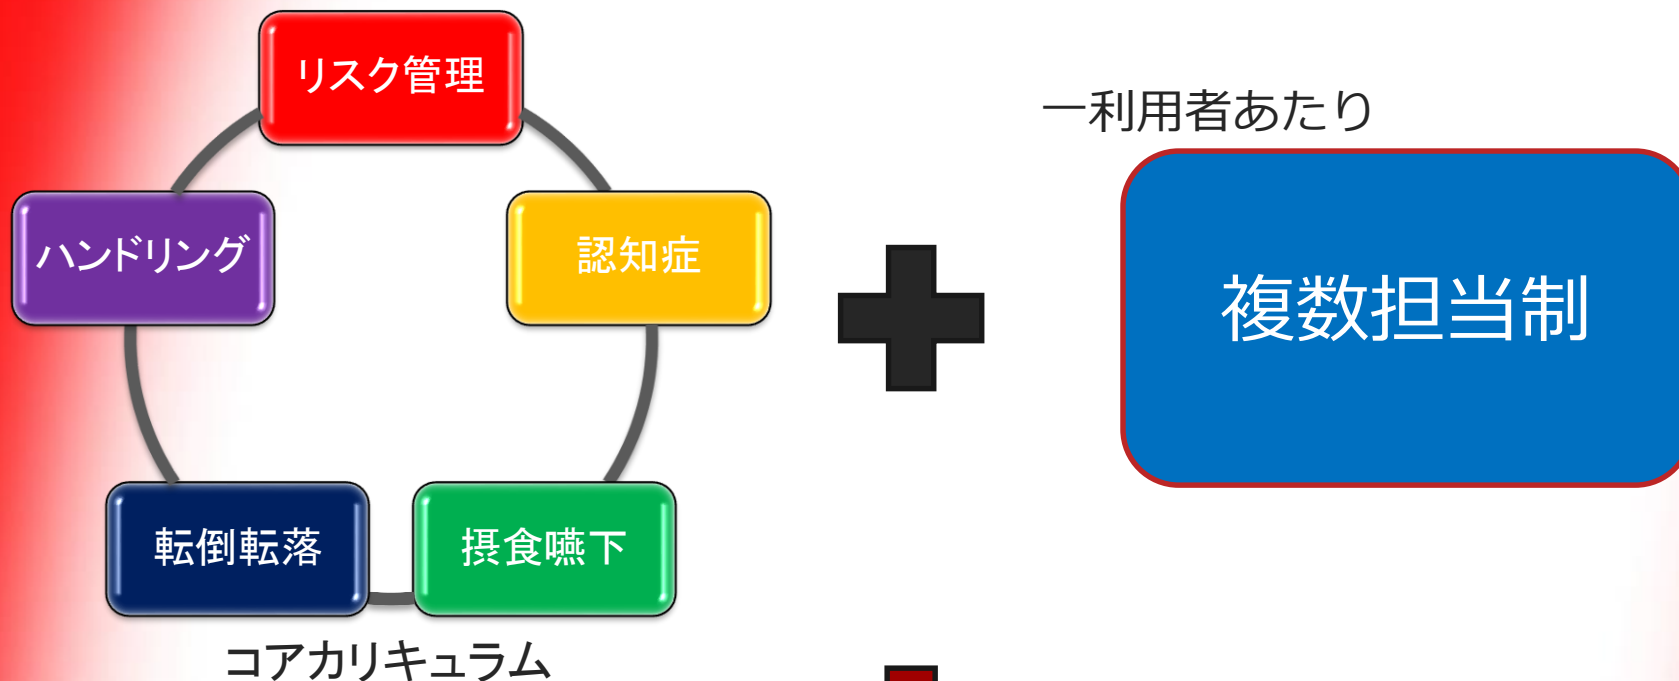 リスク管理
一利用者あたり
ハンドリング
認知症
複数担当制
転倒転落
摂食嚥下
コアカリキュラム